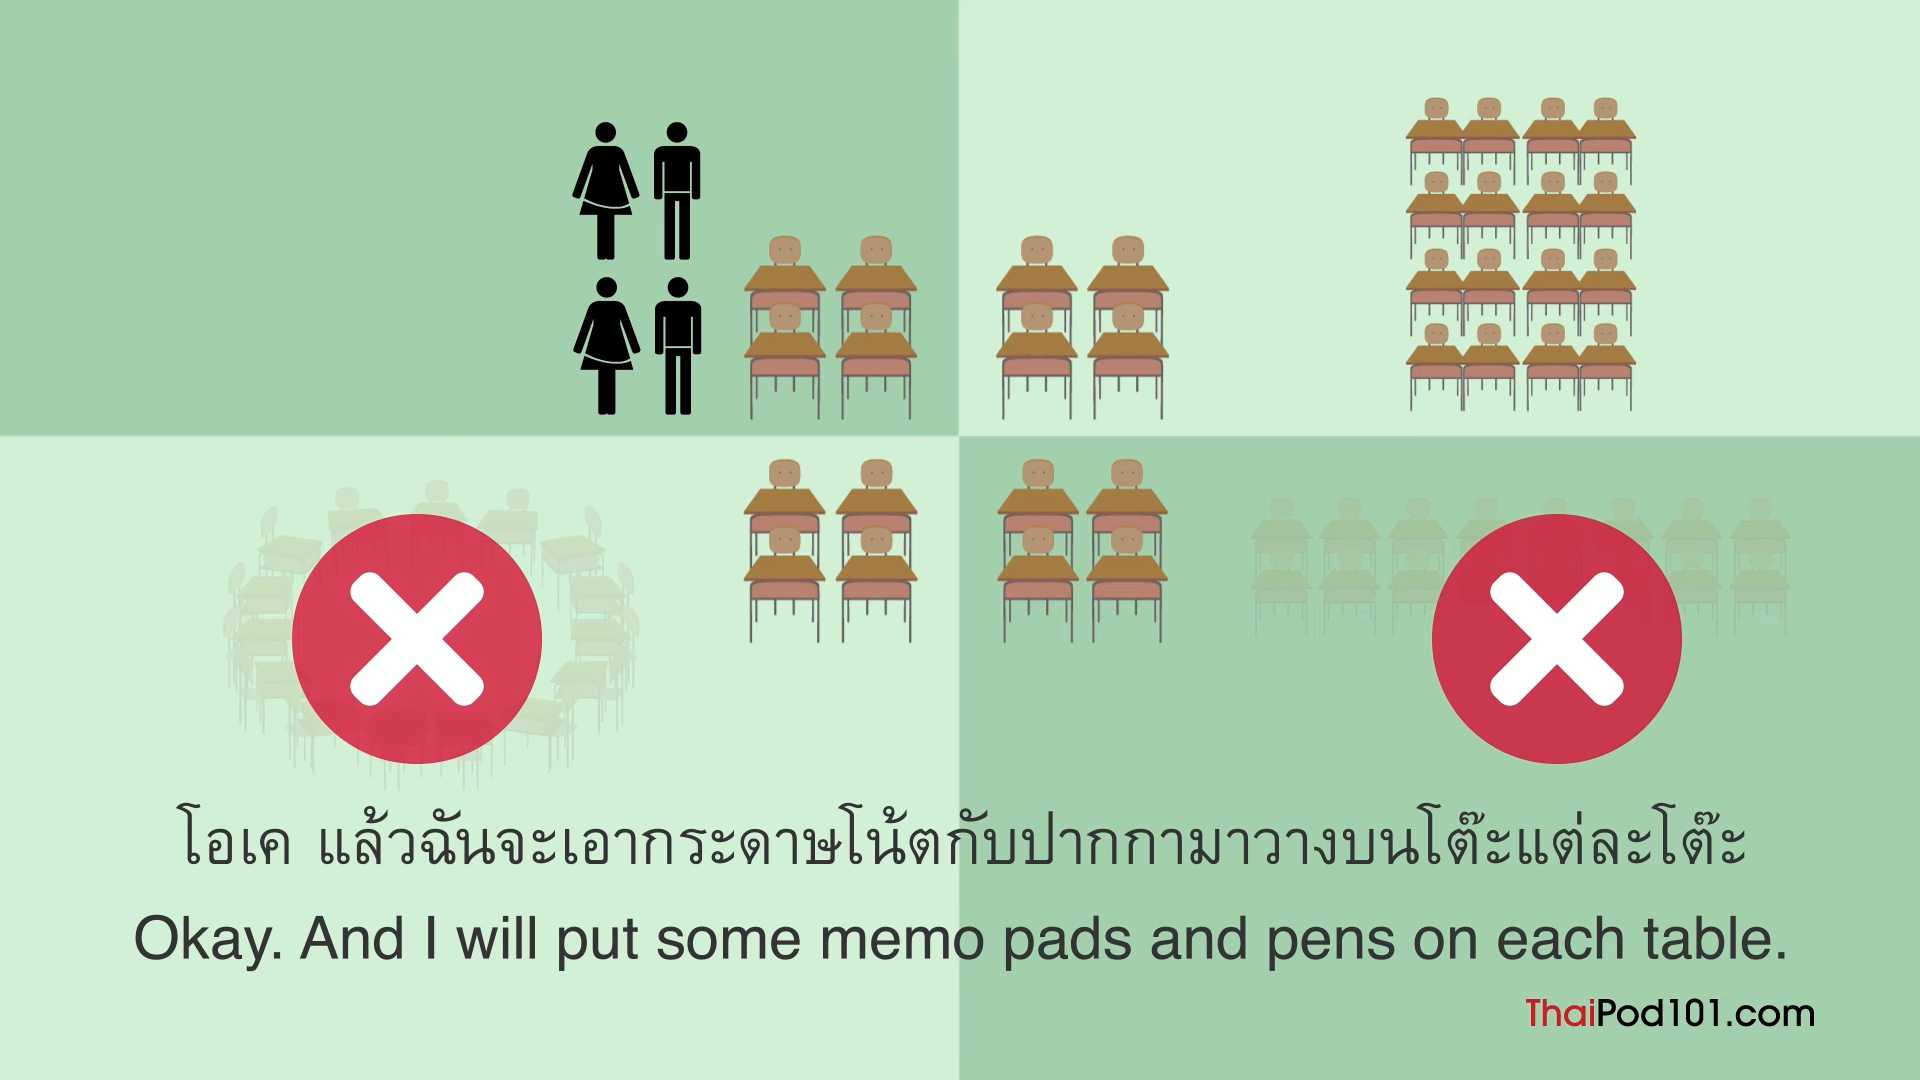 โอเค แล้วฉันจะเอากระดาษโน้ตกับปากกามาวางบนโต๊ะแต่ละโต๊ะ
Okay. And I will put some memo pads and pens on each table.
ThaiPod101.com